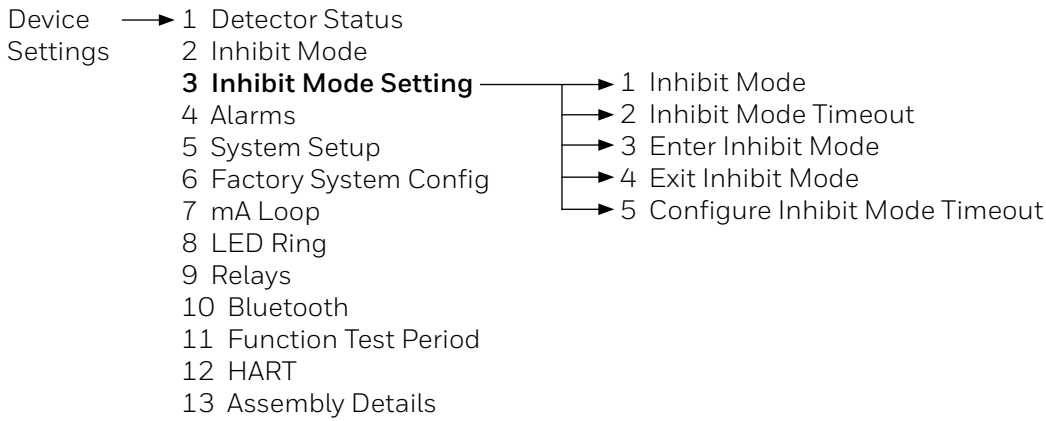 Device
Settings
1 Detector Status
2 Inhibit Mode
3 Inhibit Mode Setting
4 Alarms
5 System Setup
6 Factory System Config
7 mA Loop
8 LED Ring
9 Relays
10 Bluetooth
11 Function Test Period
12 HART
13 Assembly Details
1 Inhibit Mode
2 Inhibit Mode Timeout
3 Enter Inhibit Mode
4 Exit Inhibit Mode
5 Configure Inhibit Mode Timeout